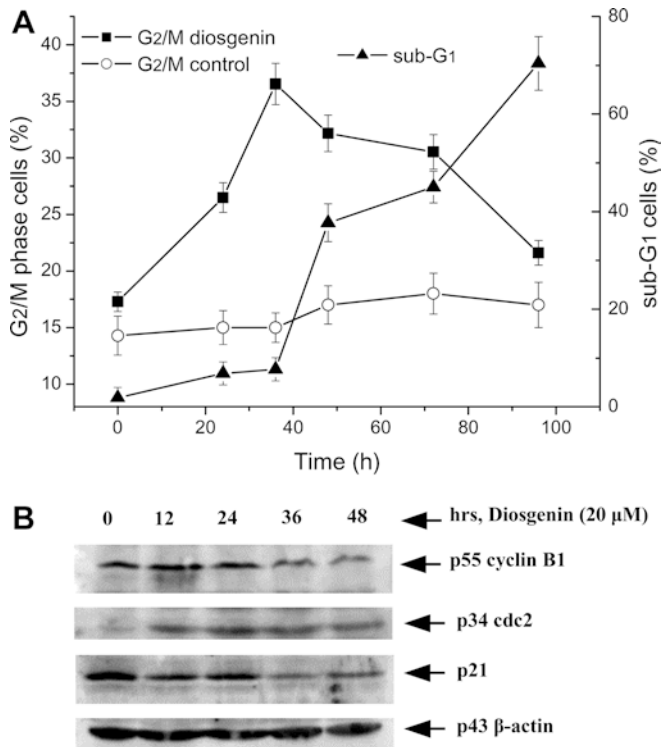 A
G2/M diosgenin
G2/M control
sub-G1
40
35
30
25
20
15
10
G2/M phase cells (%)
80
60
40
20
0
sub-G1 cells (%)
0 20 40 60 80 100
Time (h)
B
0 12 24 36 48 hrs, Diosgenin (20 µM)
p55 cyclin B1
p34 cdc2
p21
p43 β-actin